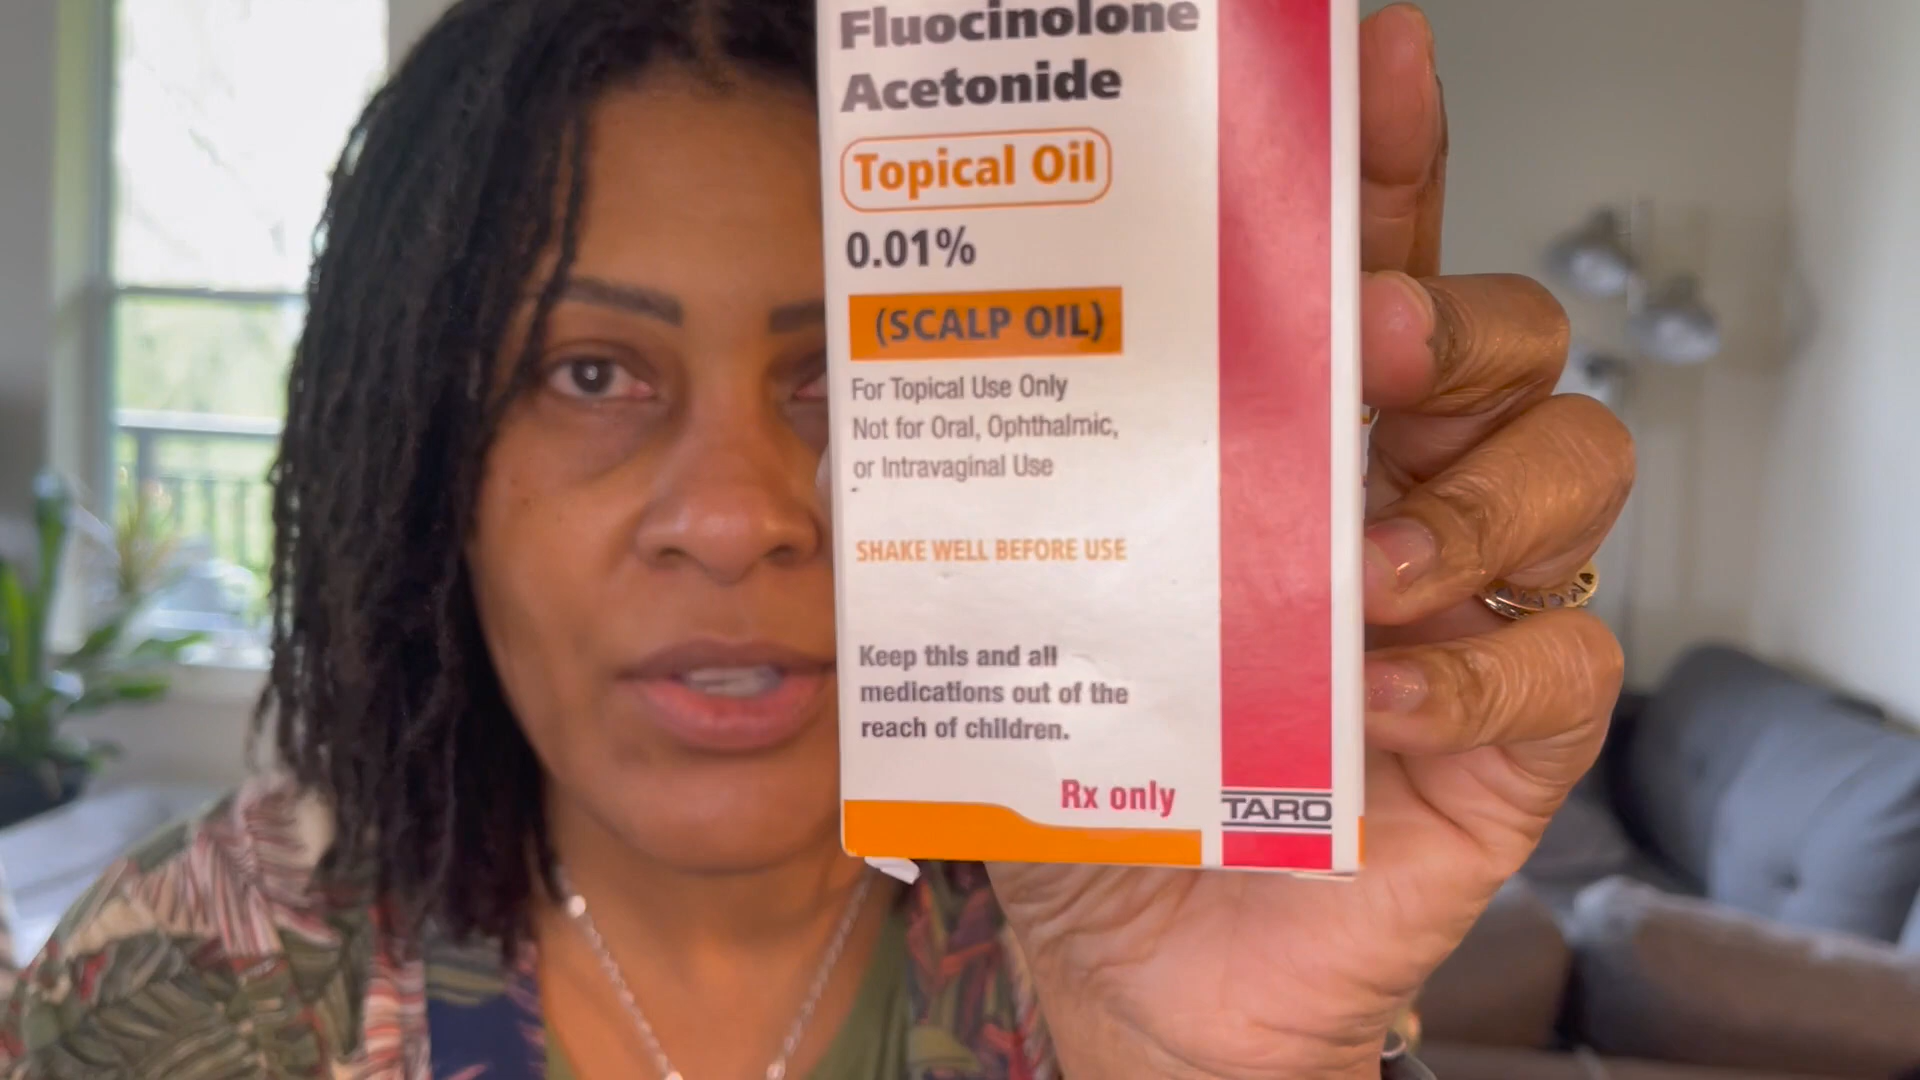 Fluocinolone
Acetonide
Topical Oil
0.01%
(SCALP OIL)
For Topical Use Only
Not for Oral, Ophthalmic,
or Intravaginal Use
SHAKE WELL BEFORE USE
Keep this and all
medications out of the
reach of children.
Rx only
TARO